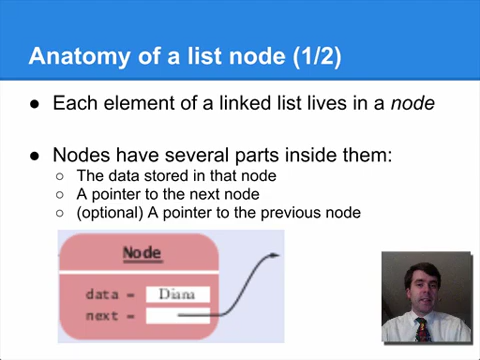 Anatomy of a list node (1/2)
● Each element of a linked list lives in a node
● Nodes have several parts inside them:
○ The data stored in that node
○ A pointer to the next node
○ (optional) A pointer to the previous node
Node
data = Diana
next =